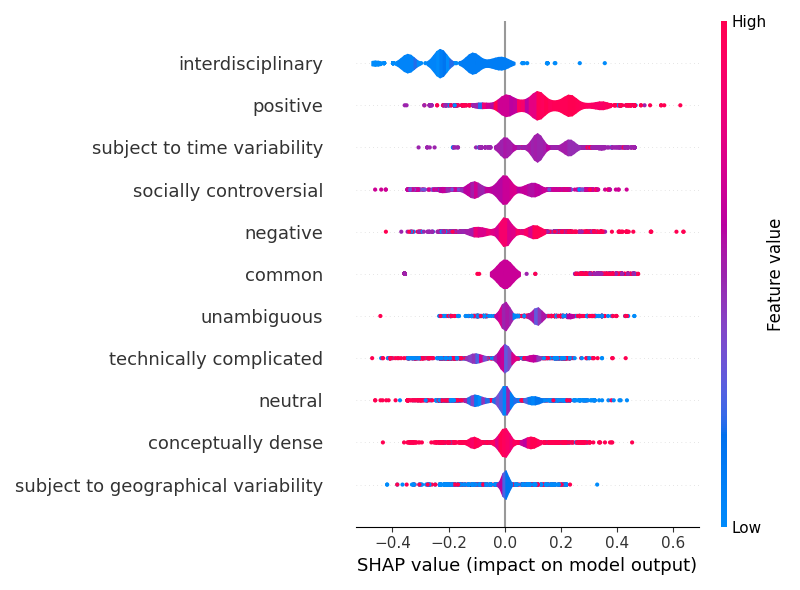 High
interdisciplinary
positive
subject to time variability
socially controversial
negative
common
unambiguous
technically complicated
neutral
conceptually dense
subject to geographical variability
Low
Feature value
−0.4 −0.2 0.0 0.2 0.4 0.6
SHAP value (impact on model output)